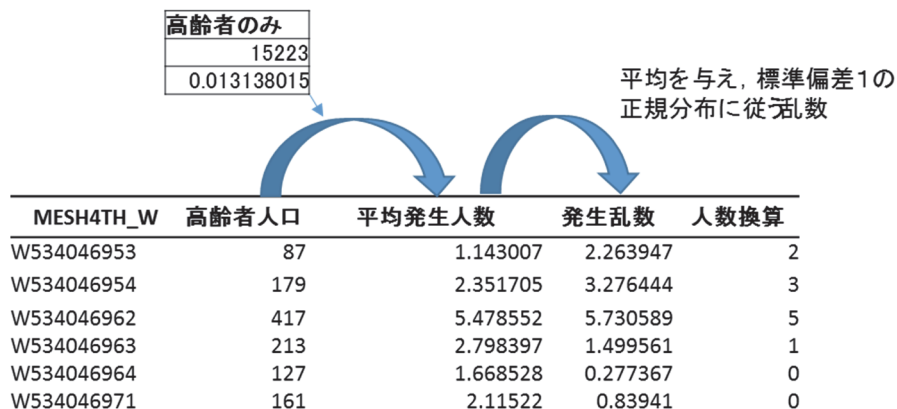 高齢者のみ
15223
0.013138015
平均を与え，標準偏差1の
正規分布に従う乱数
MESH4TH_W 高齢者人口 平均発生人数 発生乱数 人数換算
W534046953 87 1.143007 2.263947 2
W534046954 179 2.351705 3.276444 3
W534046962 417 5.478552 5.730589 5
W534046963 213 2.798397 1.499561 1
W534046964 127 1.668528 0.277367 0
W534046971 161 2.11522 0.83941 0